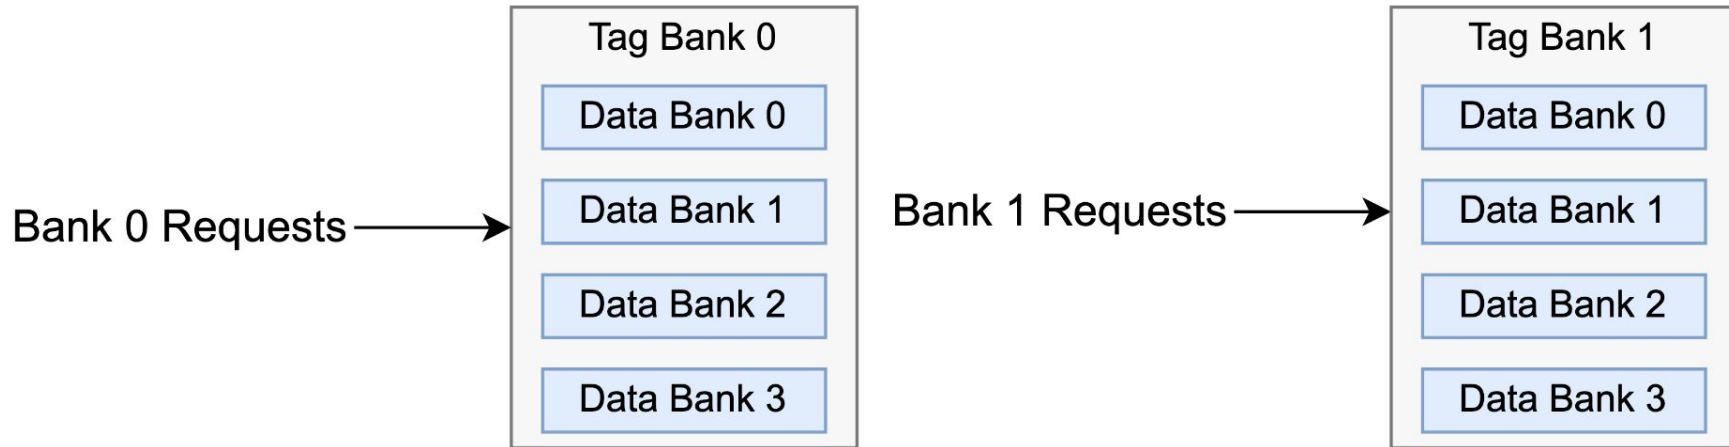 Tag Bank 0
Data Bank 0
Data Bank 1
Bank 0 Requests
Data Bank 2
Data Bank 3
Tag Bank 1
Data Bank 0
Data Bank 1
Bank 1 Requests
Data Bank 2
Data Bank 3